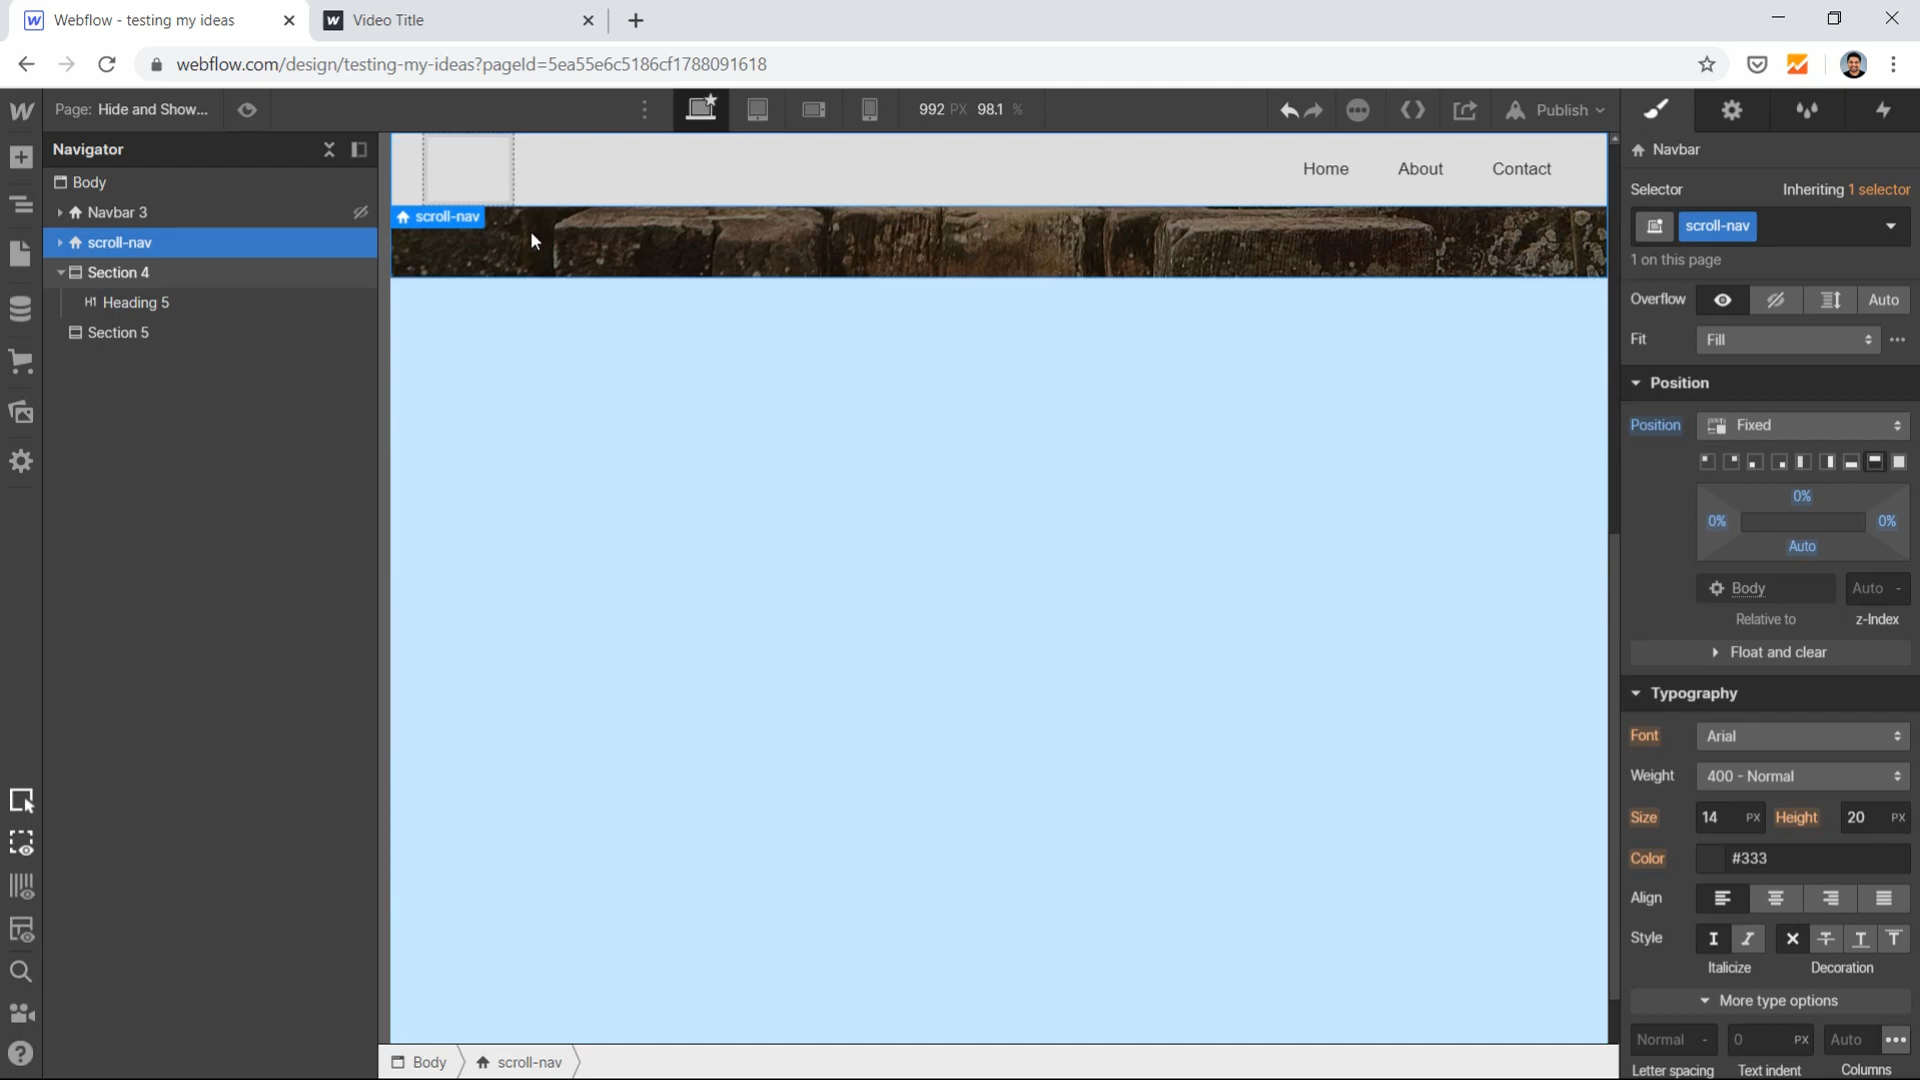 Webflow - testing my ideas
Video Title
webflow.com/design/testing-my-ideas?pageId=5ea55e6c5186cf1788091618
Page: Hide and Show...
992 PX 98.1 %
Publish
Navigator
Body
Navbar 3
scroll-nav
Section 4
H1 Heading 5
Section 5
Home About Contact
scroll-nav
Navbar
Selector Inheriting 1 selector
scroll-nav
1 on this page
Overflow Auto
Fit Fill
Position
Position Fixed
0%
0% 0%
Auto
Body Auto -
Relative to z-Index
Float and clear
Typography
Font Arial
Weight 400 - Normal
Size 14 PX Height 20 PX
Color #333
Align
Style
Italicize Decoration
More type options
Normal - 0 PX Auto
Letter spacing Text indent Columns
Body scroll-nav